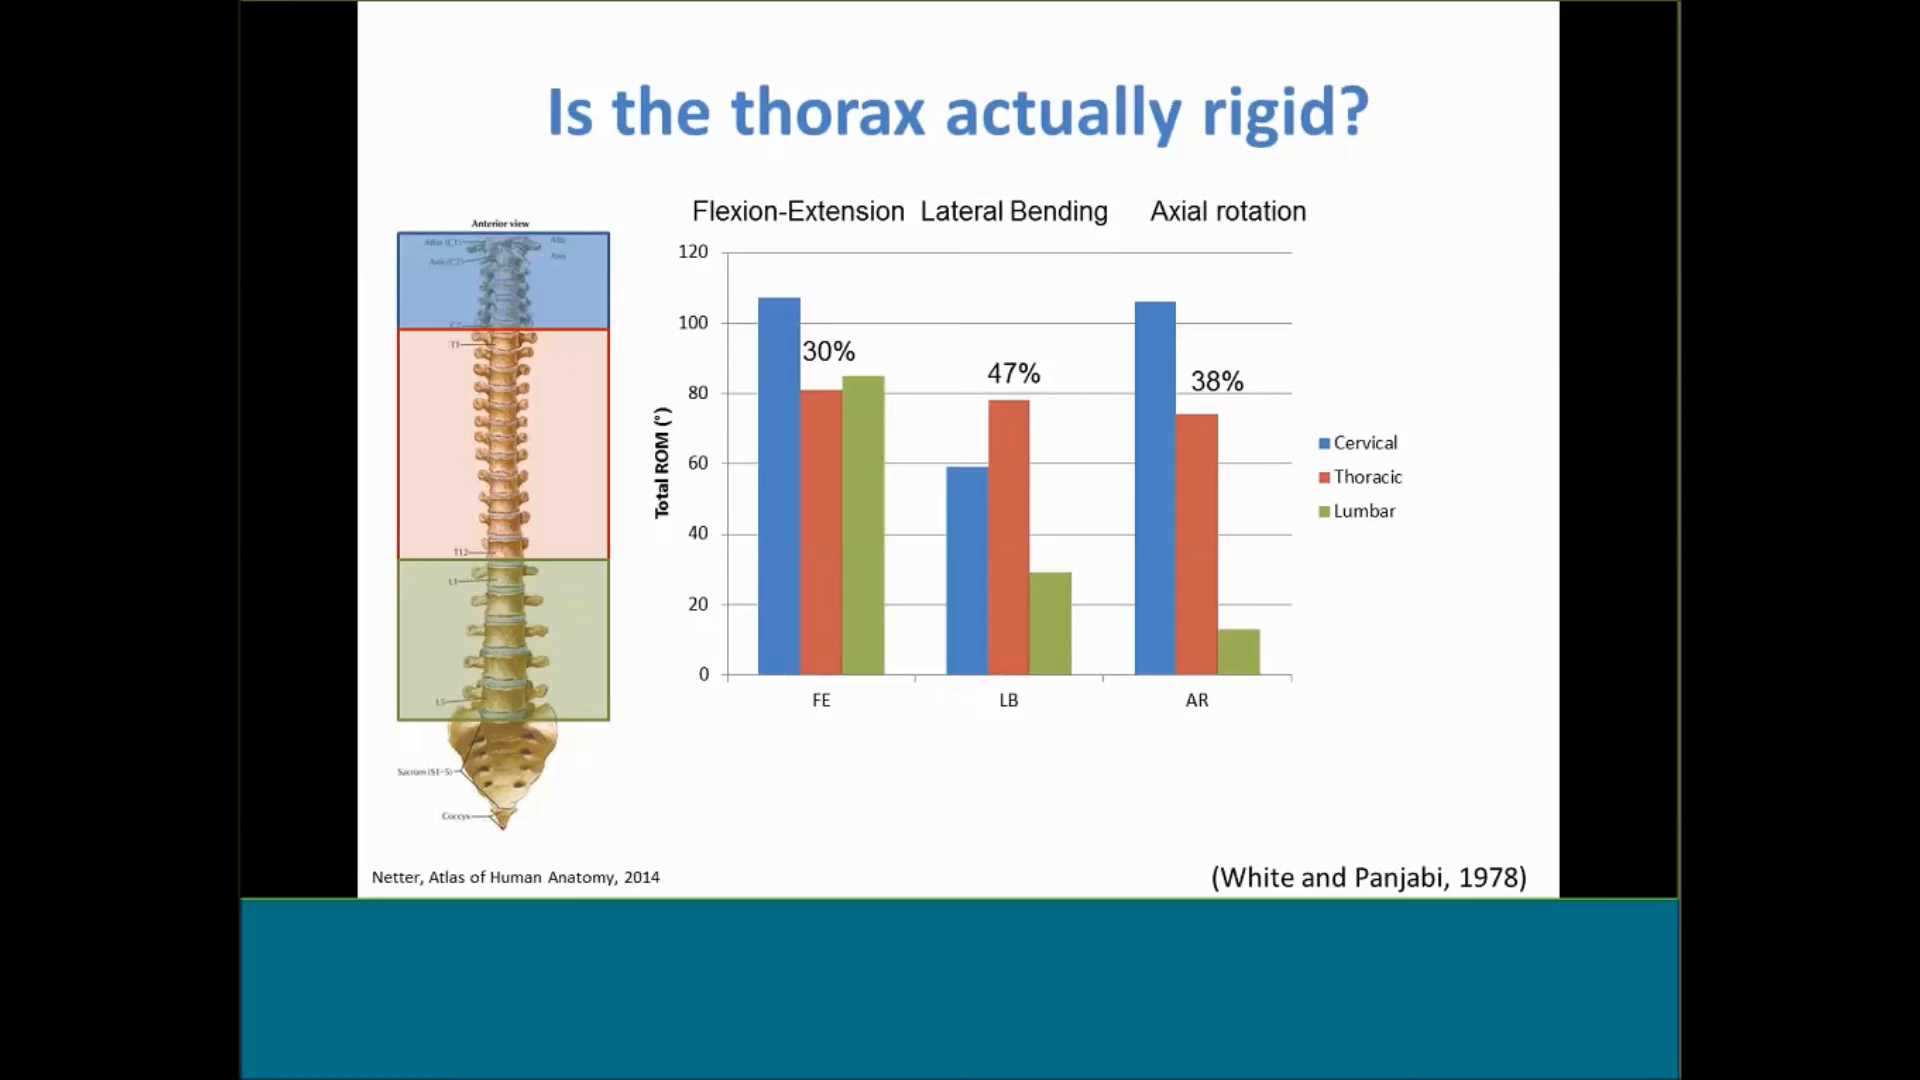 Is the thorax actually rigid?
Flexion-Extension Lateral Bending Axial rotation
Anterior view
Atlas (C1)
Axis (C2)
C7
T1
T12
L1
L5
Sacrum (S1-5)
Coccyx
Total ROM (°)
120
100
80
60
40
20
0
30%
47%
38%
FE
LB
AR
Cervical
Thoracic
Lumbar
Netter, Atlas of Human Anatomy, 2014
(White and Panjabi, 1978)